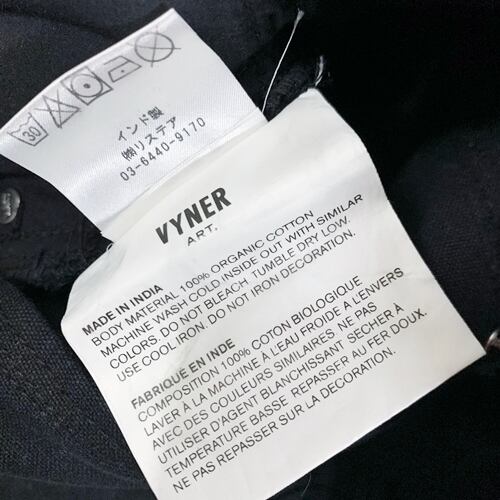 30
インド製
㈱リステア
03-6440-9170
VYNER
ART.
MADE IN INDIA
BODY MATERIAL 100% ORGANIC COTTON
MACHINE WASH COLD INSIDE OUT WITH SIMILAR
COLORS. DO NOT BLEACH. TUMBLE DRY LOW.
USE COOL IRON. DO NOT IRON DECORATION.
FABRIQUE EN INDE
COMPOSITION 100% COTON BIOLOGIQUE
LAVER À LA MACHINE À L'EAU FROIDE A L'ENVERS
AVEC DES COULEURS SIMILAIRES. NE PAS
UTILISER D'AGENT BLANCHISSANT. SECHER À
TEMPERATURE BASSE. REPASSER AU FER DOUX.
NE PAS REPASSER SUR LA DECORATION.